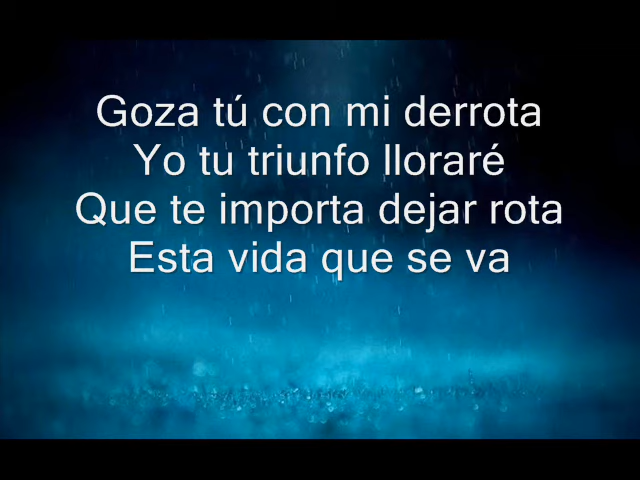 Goza tú con mi derrota
Yo tu triunfo lloraré
Que te importa dejar rota
Esta vida que se va